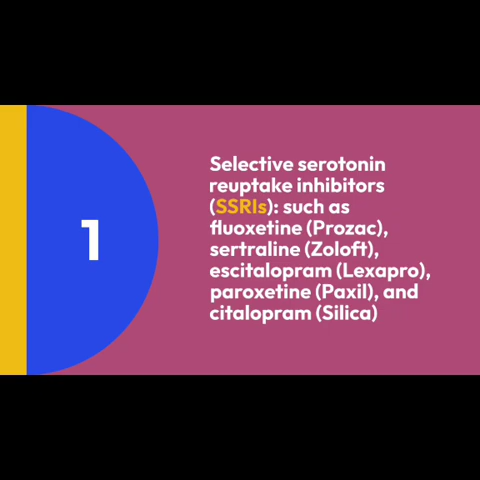 1
Selective serotonin
reuptake inhibitors
(SSRIs): such as
fluoxetine (Prozac),
sertraline (Zoloft),
escitalopram (Lexapro),
paroxetine (Paxil), and
citalopram (Silica)